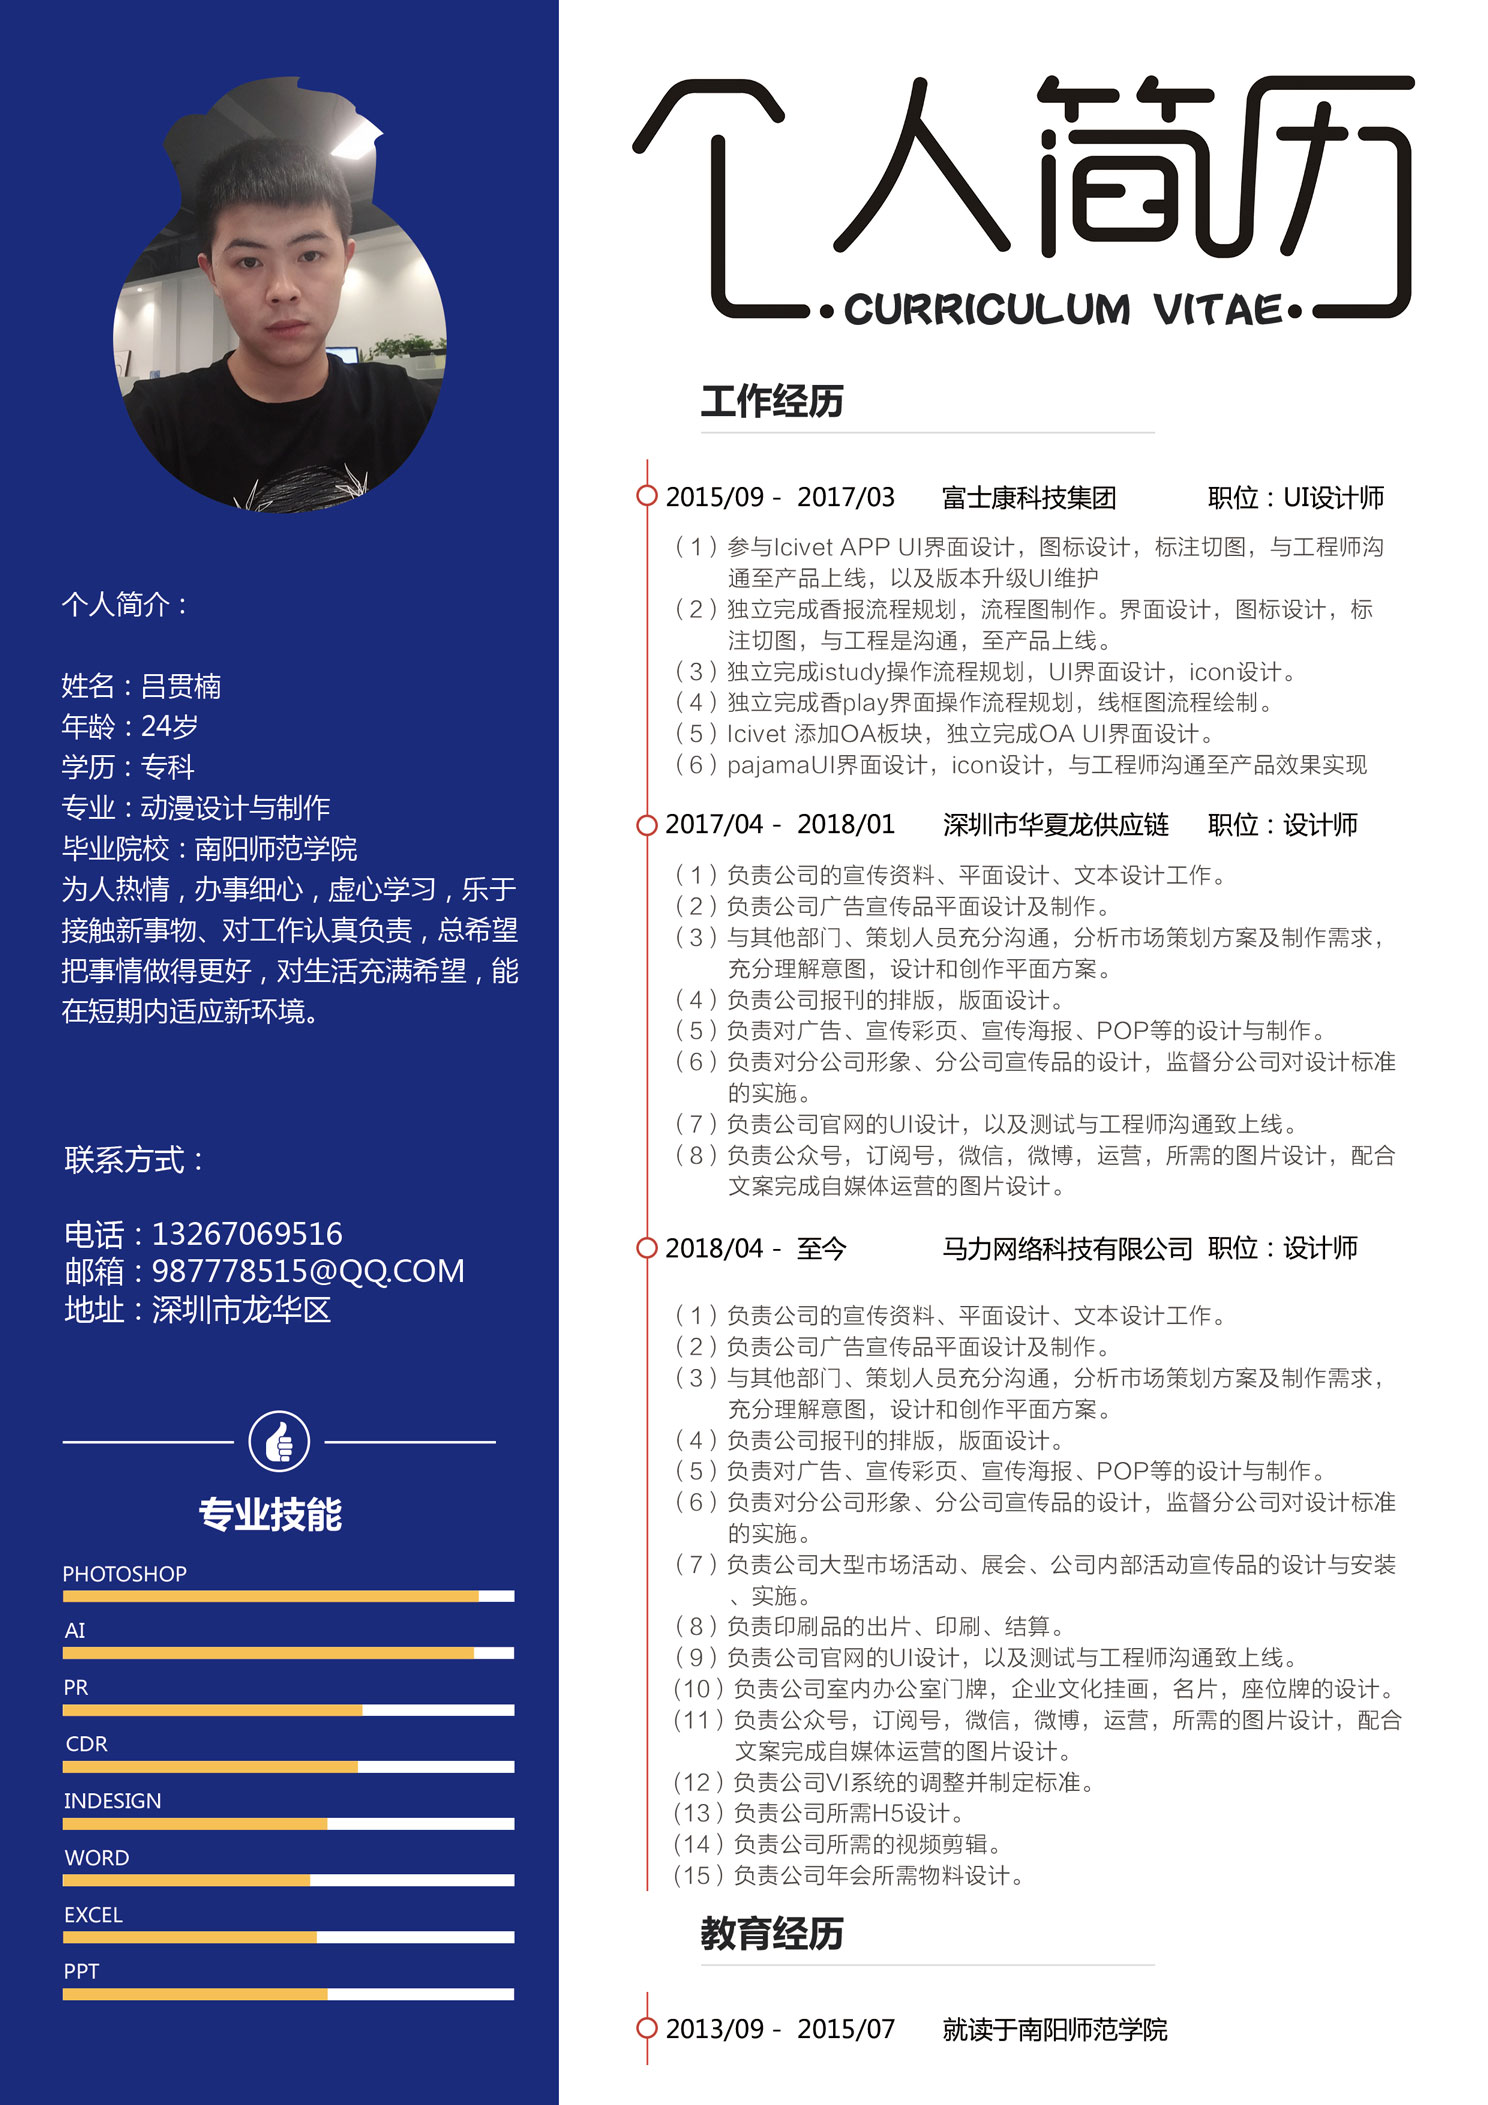 个人简历
CURRICULUM VITAE
个人简介：
姓名：吕贯楠
年龄：24岁
学历：专科
专业：动漫设计与制作
毕业院校：南阳师范学院
为人热情，办事细心，虚心学习，乐于
接触新事物、对工作认真负责，总希望
把事情做得更好，对生活充满希望，能
在短期内适应新环境。
联系方式：
电话：13267069516
邮箱：987778515@QQ.COM
地址：深圳市龙华区
专业技能
PHOTOSHOP
AI
PR
CDR
INDESIGN
WORD
EXCEL
PPT
工作经历
2015/09 - 2017/03 富士康科技集团 职位：UI设计师
（1）参与Icivet APP UI界面设计，图标设计，标注切图，与工程师沟
通至产品上线，以及版本升级UI维护
（2）独立完成香报流程规划，流程图制作。界面设计，图标设计，标
注切图，与工程是沟通，至产品上线。
（3）独立完成istudy操作流程规划，UI界面设计，icon设计。
（4）独立完成香play界面操作流程规划，线框图流程绘制。
（5）Icivet 添加OA板块，独立完成OA UI界面设计。
（6）pajamaUI界面设计，icon设计，与工程师沟通至产品效果实现
2017/04 - 2018/01 深圳市华夏龙供应链 职位：设计师
（1）负责公司的宣传资料、平面设计、文本设计工作。
（2）负责公司广告宣传品平面设计及制作。
（3）与其他部门、策划人员充分沟通，分析市场策划方案及制作需求，
充分理解意图，设计和创作平面方案。
（4）负责公司报刊的排版，版面设计。
（5）负责对广告、宣传彩页、宣传海报、POP等的设计与制作。
（6）负责对分公司形象、分公司宣传品的设计，监督分公司对设计标准
的实施。
（7）负责公司官网的UI设计，以及测试与工程师沟通致上线。
（8）负责公众号，订阅号，微信，微博，运营，所需的图片设计，配合
文案完成自媒体运营的图片设计。
2018/04 - 至今 马力网络科技有限公司 职位：设计师
（1）负责公司的宣传资料、平面设计、文本设计工作。
（2）负责公司广告宣传品平面设计及制作。
（3）与其他部门、策划人员充分沟通，分析市场策划方案及制作需求，
充分理解意图，设计和创作平面方案。
（4）负责公司报刊的排版，版面设计。
（5）负责对广告、宣传彩页、宣传海报、POP等的设计与制作。
（6）负责对分公司形象、分公司宣传品的设计，监督分公司对设计标准
的实施。
（7）负责公司大型市场活动、展会、公司内部活动宣传品的设计与安装
、实施。
（8）负责印刷品的出片、印刷、结算。
（9）负责公司官网的UI设计，以及测试与工程师沟通致上线。
(10）负责公司室内办公室门牌，企业文化挂画，名片，座位牌的设计。
(11）负责公众号，订阅号，微信，微博，运营，所需的图片设计，配合
文案完成自媒体运营的图片设计。
(12）负责公司VI系统的调整并制定标准。
(13）负责公司所需H5设计。
(14）负责公司所需的视频剪辑。
(15）负责公司年会所需物料设计。
教育经历
2013/09 - 2015/07 就读于南阳师范学院